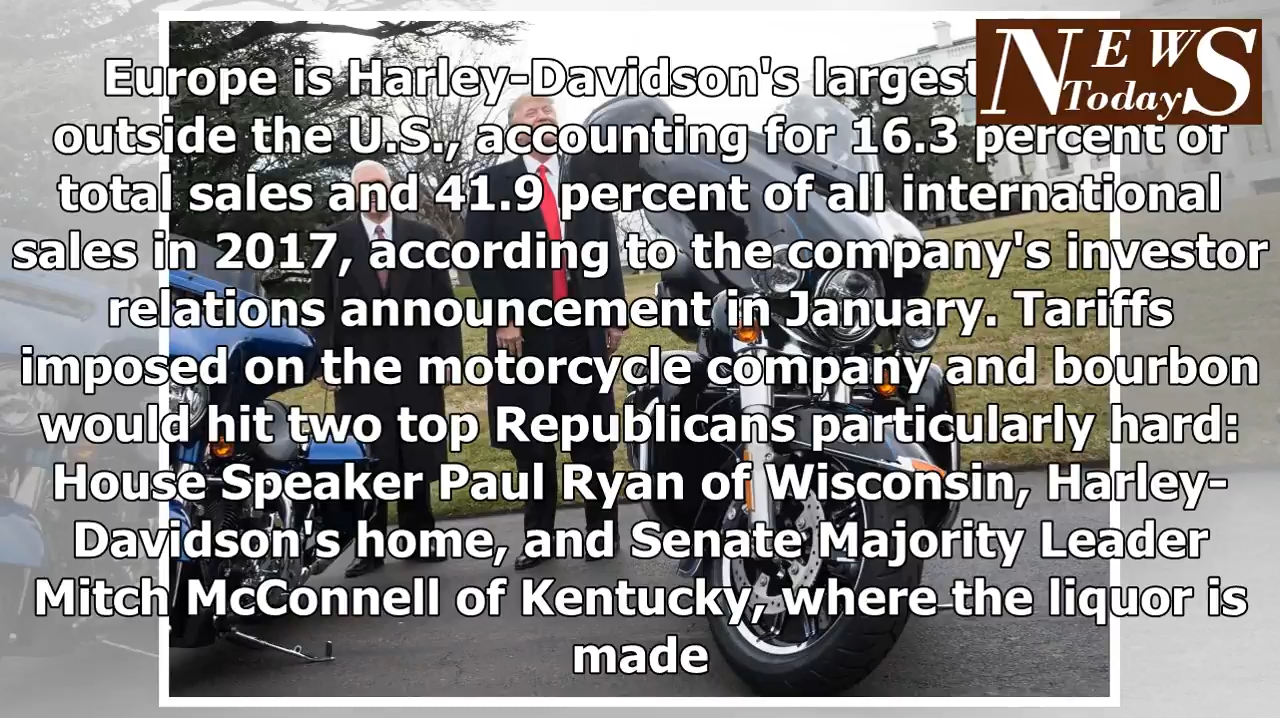 Europe is Harley-Davidson's largest
outside the U.S., accounting for 16.3 percent of
total sales and 41.9 percent of all international
sales in 2017, according to the company's investor
relations announcement in January. Tariffs
imposed on the motorcycle company and bourbon
would hit two top Republicans particularly hard:
House Speaker Paul Ryan of Wisconsin, Harley-
Davidson's home, and Senate Majority Leader
Mitch McConnell of Kentucky, where the liquor is
made
NEWS
Today